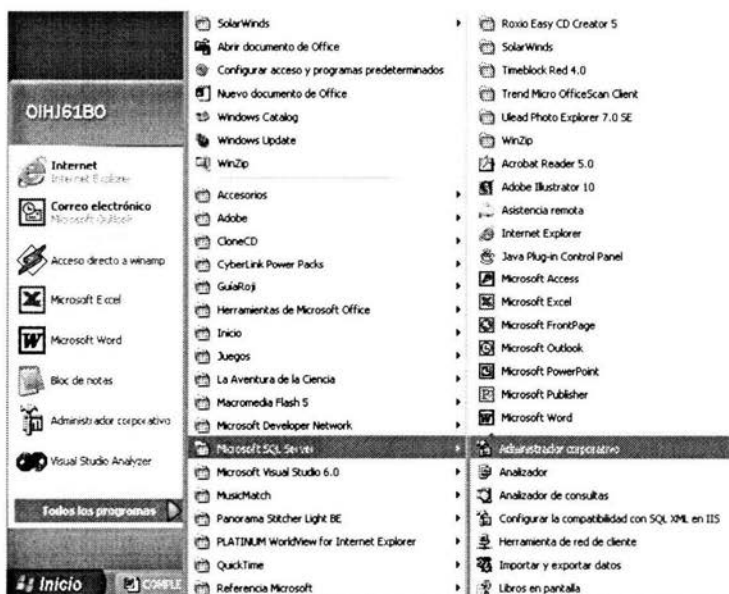 OIHJ61BO
Internet
Internet Explorer
Correo electrónico
Microsoft Outlook
Acceso directo a winamp
Microsoft Excel
Microsoft Word
Bloc de notas
Administrador corporativo
Visual Studio Analyzer
Todos los programas
Inicio
SolarWinds
Abrir documento de Office
Configurar acceso y programas predeterminados
Nuevo documento de Office
Windows Catalog
Windows Update
WinZip
Accesorios
Adobe
CloneCD
CyberLink Power Packs
GuiaRoji
Herramientas de Microsoft Office
Inicio
Juegos
La Aventura de la Ciencia
Macromedia Flash 5
Microsoft Developer Network
Microsoft SQL Server
Microsoft Visual Studio 6.0
MusicMatch
Panorama Stitcher Light BE
PLATINUM WorldView for Internet Explorer
QuickTime
Referencia Microsoft
Roxio Easy CD Creator 5
SolarWinds
Timeblock Red 4.0
Trend Micro OfficeScan Client
Ulead Photo Explorer 7.0 SE
WinZip
Acrobat Reader 5.0
Adobe Illustrator 10
Asistencia remota
Internet Explorer
Java Plug-in Control Panel
Microsoft Access
Microsoft Excel
Microsoft FrontPage
Microsoft Outlook
Microsoft PowerPoint
Microsoft Publisher
Microsoft Word
Administrador corporativo
Analizador
Analizador de consultas
Configurar la compatibilidad con SQL XML en IIS
Herramienta de red de cliente
Importar y exportar datos
Libros en pantalla